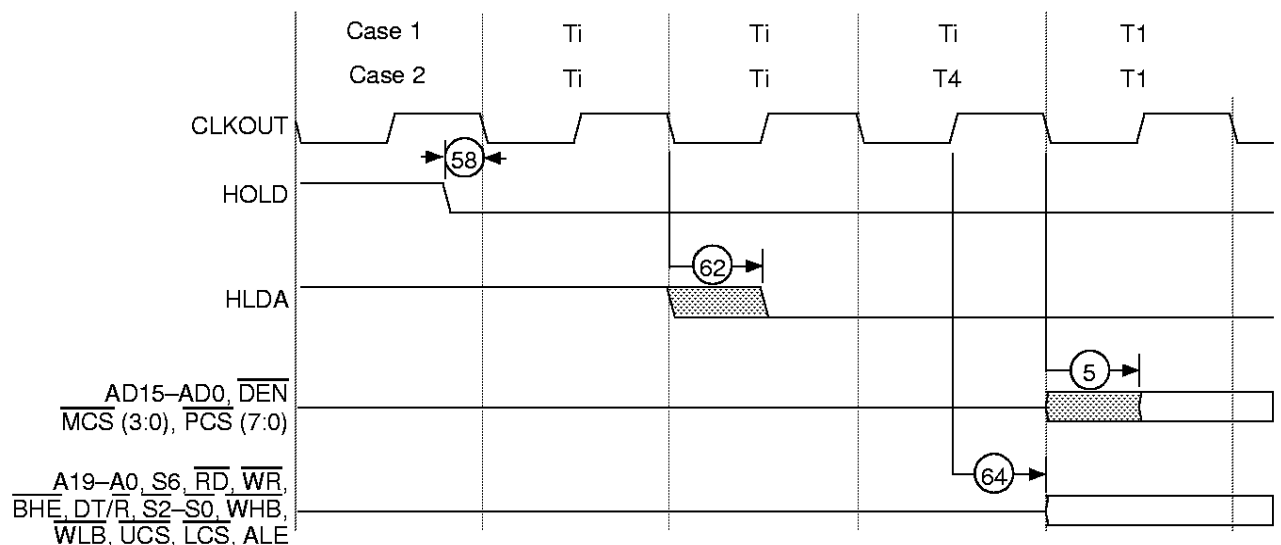 Case 1 Ti Ti Ti T1
Case 2 Ti Ti T4 T1
CLKOUT
58
HOLD
62
HLDA
5
AD15–AD0, DEN
MCS (3:0), PCS (7:0)
64
A19–A0, S6, RD, WR,
BHE, DT/R, S2–S0, WHB,
WLB, UCS, LCS, ALE